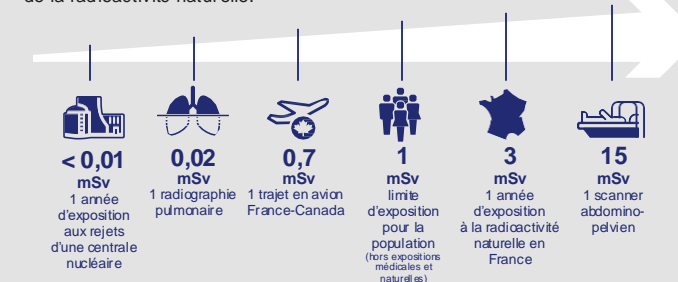 de la radioactivité naturelle.
< 0,01
mSv
1 année
d'exposition
aux rejets
d'une centrale
nucléaire
0,02
mSv
1 radiographie
pulmonaire
0,7
mSv
1 trajet en avion
France-Canada
1
mSv
limite
d'exposition
pour la
population
(hors expositions
médicales et
naturelles)
3
mSv
1 année
d'exposition
à la radioactivité
naturelle en
France
15
mSv
1 scanner
abdomino-
pelvien